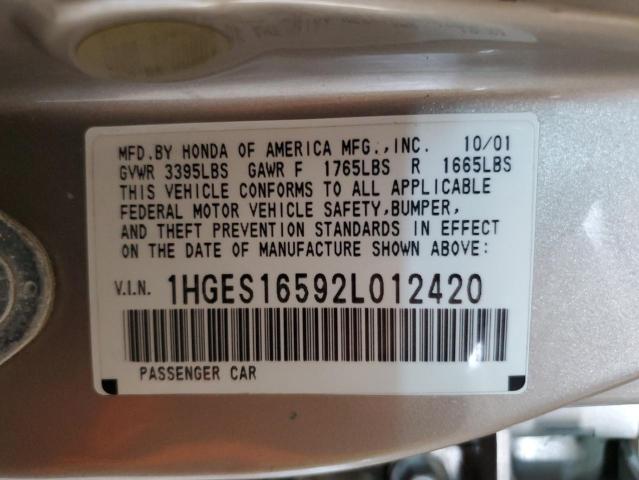 MFD.BY HONDA OF AMERICA MFG.,INC. 10/01
GVWR 3395LBS GAWR F 1765LBS R 1665LBS
THIS VEHICLE CONFORMS TO ALL APPLICABLE
FEDERAL MOTOR VEHICLE SAFETY,BUMPER,
AND THEFT PREVENTION STANDARDS IN EFFECT
ON THE DATE OF MANUFACTURE SHOWN ABOVE:
V.I.N. 1HGES16592L012420
PASSENGER CAR